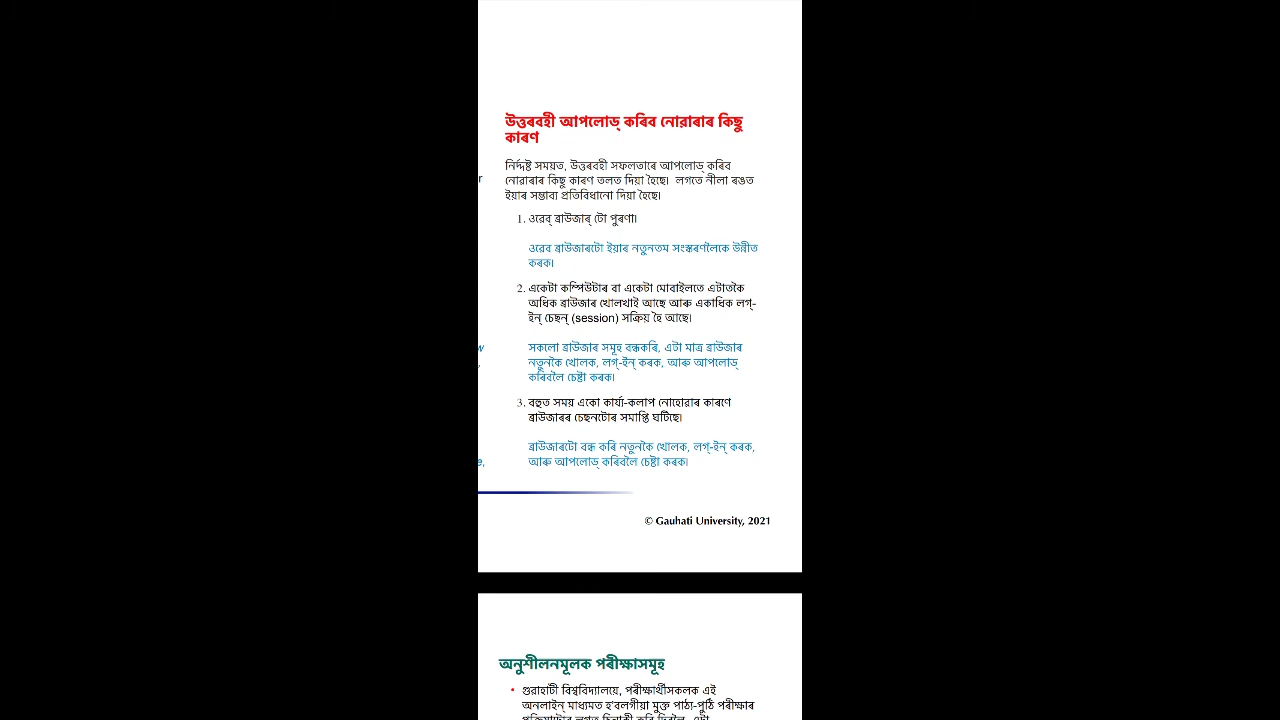 উত্তৰবহী আপলোড্ কৰিব নোৱাৰাৰ কিছু
কাৰণ
নিৰ্দ্দষ্ট সময়ত, উত্তৰবহী সফলতাৰে আপলোড্ কৰিব
নোৱাৰাৰ কিছু কাৰণ তলত দিয়া হৈছে। লগতে নীলা ৰঙত
ইয়াৰ সম্ভাব্য প্ৰতিবিধানো দিয়া হৈছে।
r
1. ওৱেব্ ব্ৰাউজাৰ্ টো পুৰণা।
ওৱেব ব্ৰাউজাৰটো ইয়াৰ নতুনতম সংস্কৰণলৈকে উন্নীত
কৰক।
2. একেটা কম্পিউটাৰ বা একেটা মোবাইলতে এটাতকৈ
অধিক ব্ৰাউজাৰ খোলখাই আছে আৰু একাধিক লগ্-
ইন্ চেছন্ (session) সক্ৰিয় হৈ আছে।
সকলো ব্ৰাউজাৰ সমূহ বন্ধকৰি, এটা মাত্ৰ ব্ৰাউজাৰ
w
নতুনকৈ খোলক, লগ্-ইন্ কৰক, আৰু আপলোড্
,
কৰিবলৈ চেষ্টা কৰক।
3. বহুত সময় একো কাৰ্য্য-কলাপ নোহোৱাৰ কাৰণে
ব্ৰাউজাৰৰ চেছনটোৰ সমাপ্তি ঘটিছে।
ব্ৰাউজাৰটো বন্ধ কৰি নতুনকৈ খোলক, লগ্-ইন্ কৰক,
e,
আৰু আপলোড্ কৰিবলৈ চেষ্টা কৰক।
© Gauhati University, 2021
অনুশীলনমূলক পৰীক্ষাসমূহ
• গুৱাহাটী বিশ্ববিদ্যালয়ে, পৰীক্ষাৰ্থীসকলক এই
অনলাইন্ মাধ্যমত হ'বলগীয়া মুক্ত পাঠ্য-পুঠি পৰীক্ষাৰ